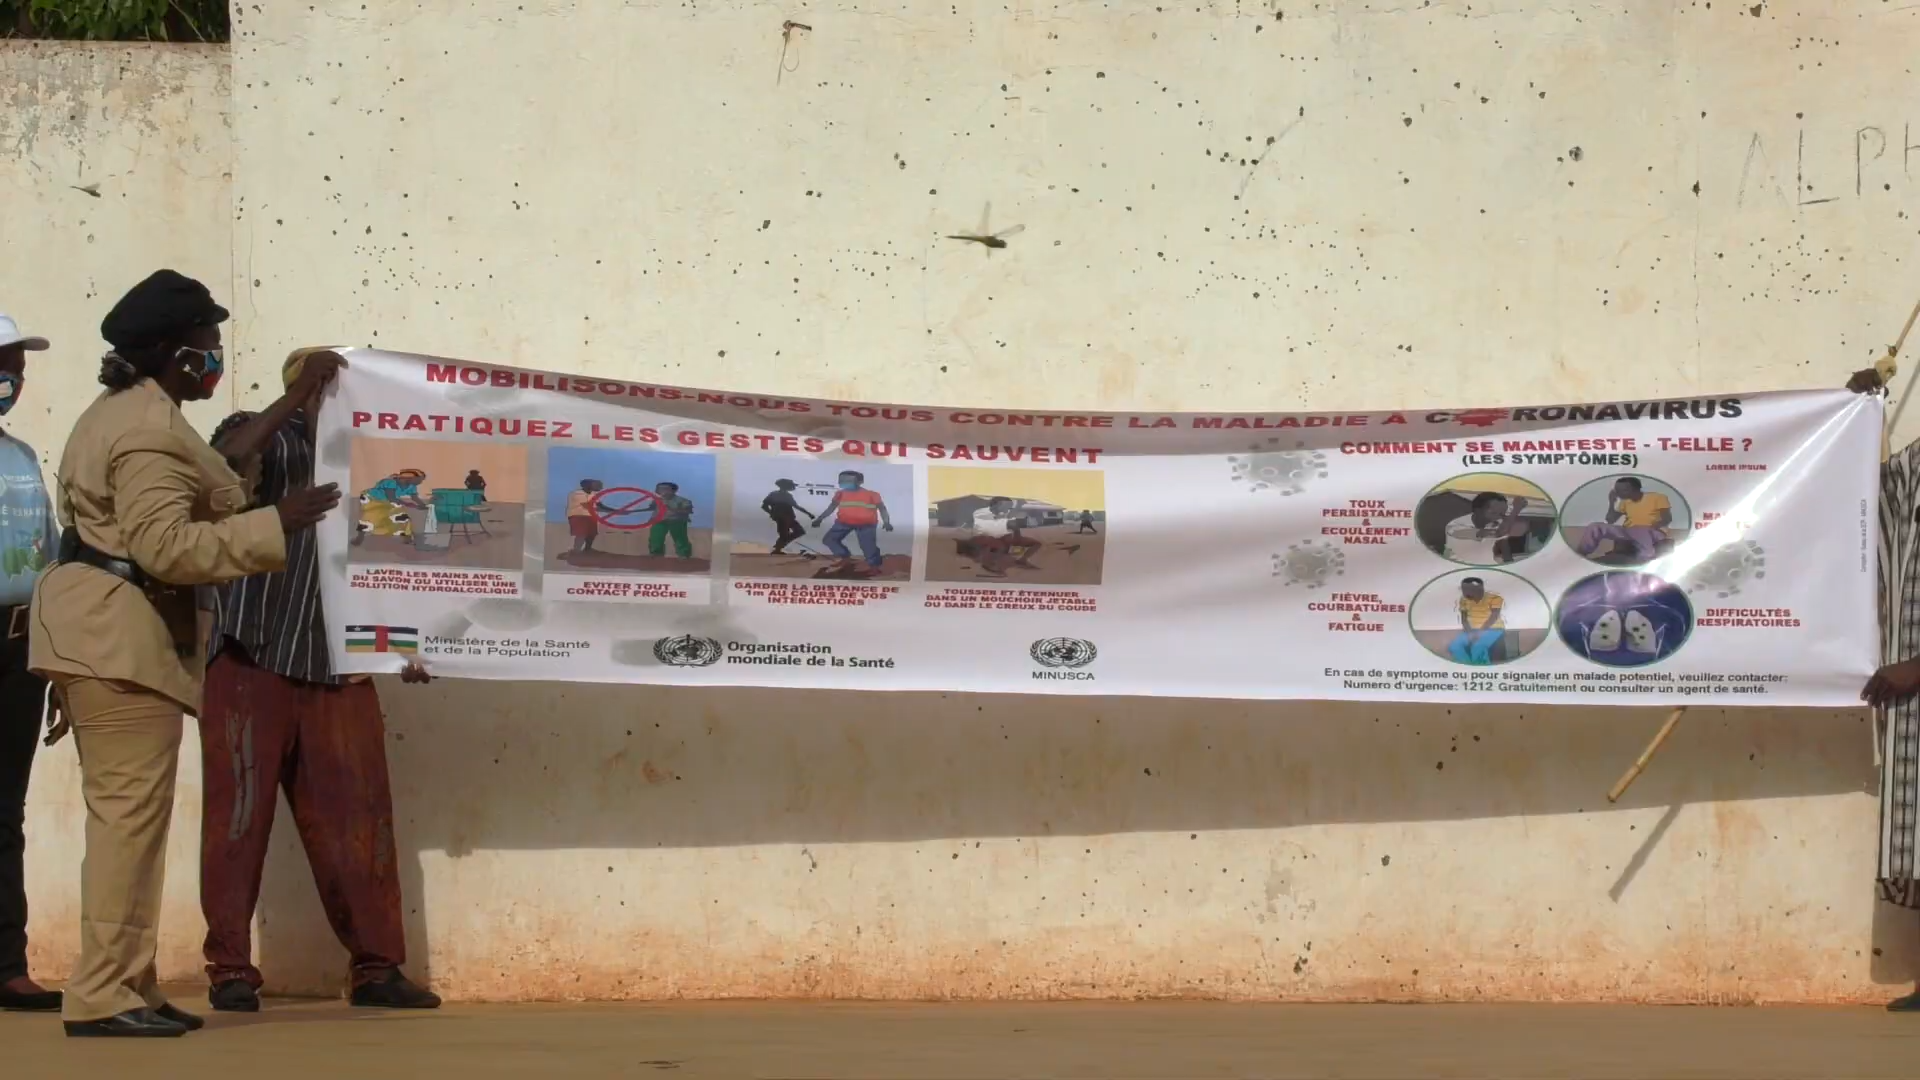 ALPH
MOBILISONS-NOUS TOUS CONTRE LA MALADIE À CORONAVIRUS
PRATIQUEZ LES GESTES QUI SAUVENT
1m
LAVER LES MAINS AVEC
DU SAVON OU UTILISER UNE
SOLUTION HYDROALCOLIQUE
EVITER TOUT
CONTACT PROCHE
GARDER LA DISTANCE DE
1m AU COURS DE VOS
INTERACTIONS
TOUSSER ET ÉTERNUER
DANS UN MOUCHOIR JETABLE
OU DANS LE CREUX DU COUDE
Ministère de la Santé
et de la Population
Organisation
mondiale de la Santé
MINUSCA
COMMENT SE MANIFESTE - T-ELLE ?
(LES SYMPTÔMES)
LOREM IPSUM
TOUX
PERSISTANTE
&
ECOULEMENT
NASAL
FIÈVRE,
COURBATURES
&
FATIGUE
DIFFICULTÉS
RESPIRATOIRES
En cas de symptome ou pour signaler un malade potentiel, veuillez contacter:
Numero d'urgence: 1212 Gratuitement ou consulter un agent de santé.